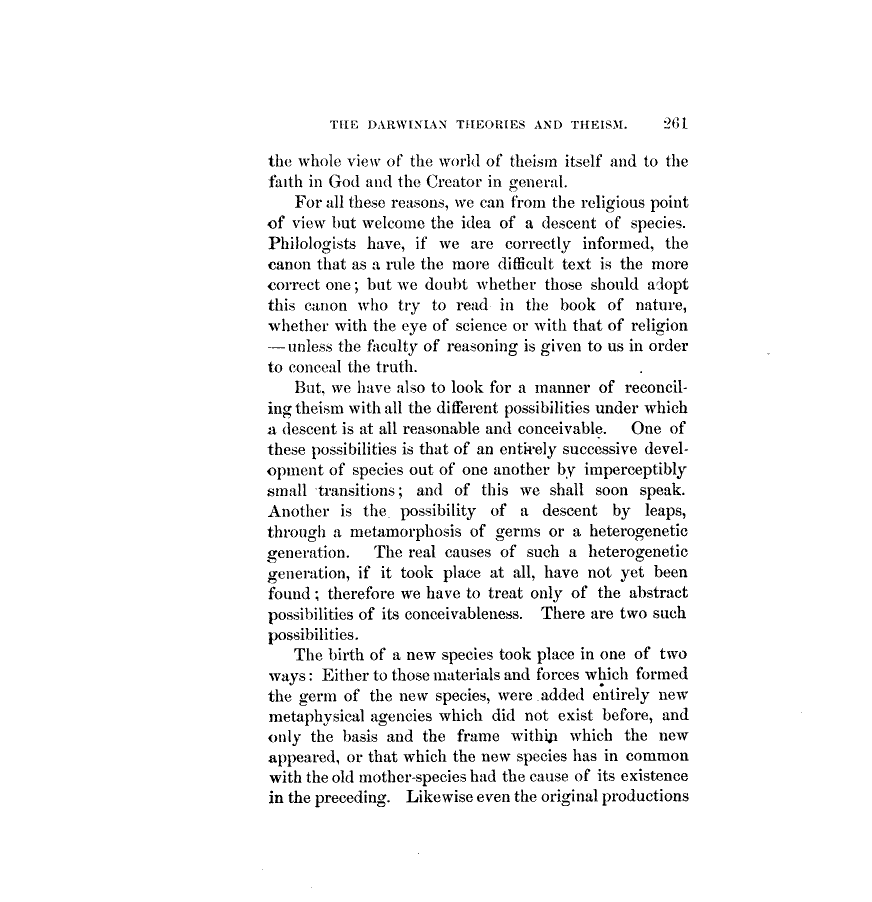 THE DARWINIAN THEORIES AND THEISM. 261
the whole view of the world of theism itself and to the
faith in God and the Creator in general.
For all these reasons, we can from the religious point
of view but welcome the idea of a descent of species.
Philologists have, if we are correctly informed, the
canon that as a rule the more difficult text is the more
correct one; but we doubt whether those should adopt
this canon who try to read in the book of nature,
whether with the eye of science or with that of religion
—unless the faculty of reasoning is given to us in order
to conceal the truth.
But, we have also to look for a manner of reconcil-
ing theism with all the different possibilities under which
a descent is at all reasonable and conceivable. One of
these possibilities is that of an entirely successive devel-
opment of species out of one another by imperceptibly
small transitions; and of this we shall soon speak.
Another is the possibility of a descent by leaps,
through a metamorphosis of germs or a heterogenetic
generation. The real causes of such a heterogenetic
generation, if it took place at all, have not yet been
found; therefore we have to treat only of the abstract
possibilities of its conceivableness. There are two such
possibilities.
The birth of a new species took place in one of two
ways: Either to those materials and forces which formed
the germ of the new species, were added entirely new
metaphysical agencies which did not exist before, and
only the basis and the frame within which the new
appeared, or that which the new species has in common
with the old mother-species had the cause of its existence
in the preceding. Likewise even the original productions